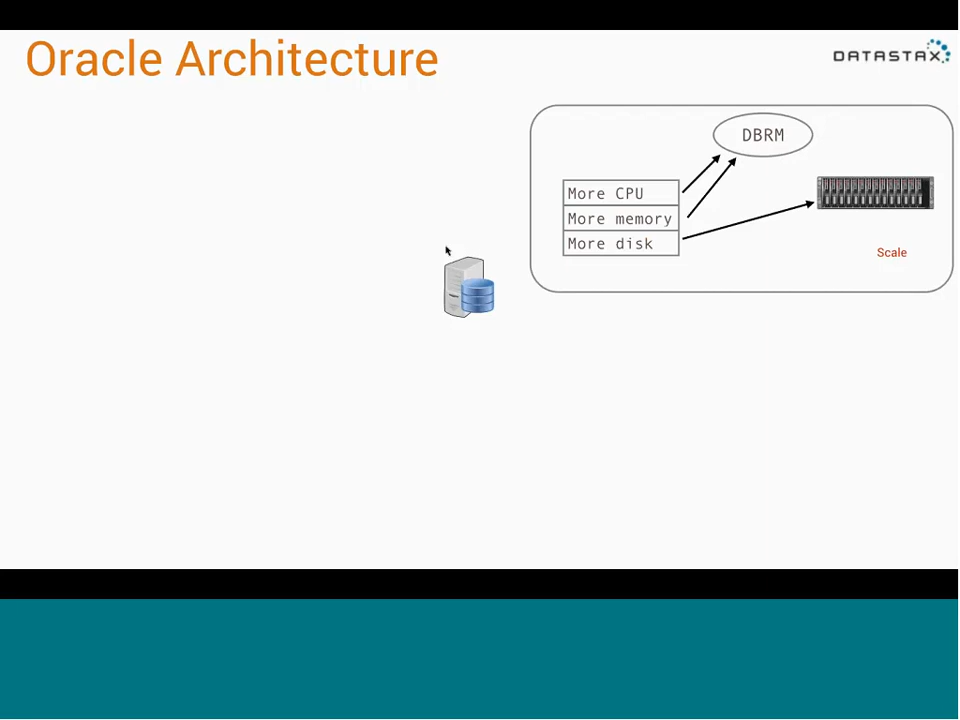 Oracle Architecture
DATASTAX
DBRM
More CPU
More memory
More disk
Scale